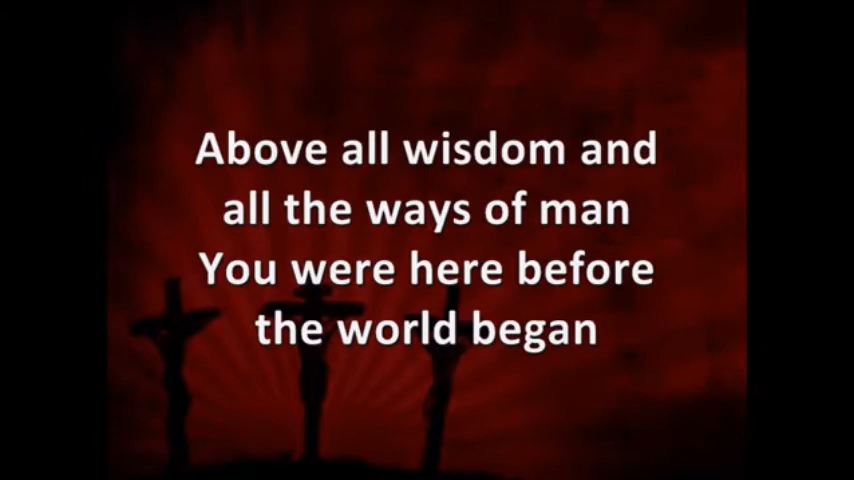 Above all wisdom and
all the ways of man
You were here before
the world began